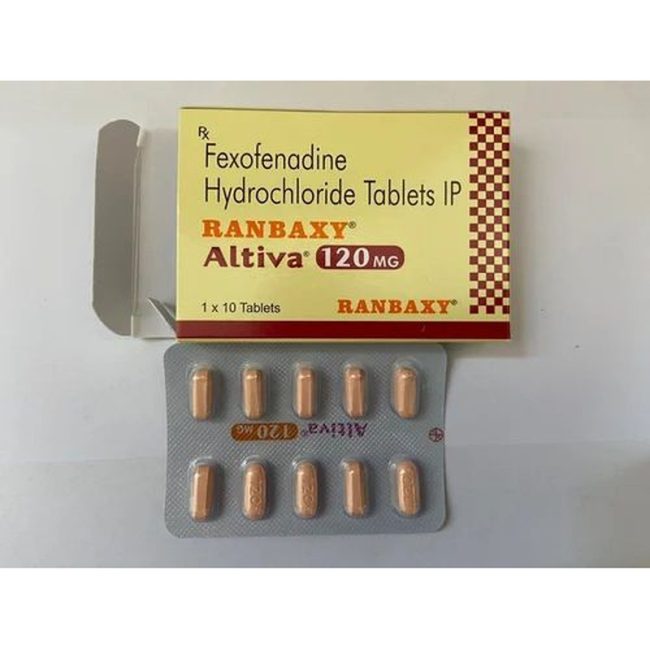 Rx
Fexofenadine
Hydrochloride Tablets IP
RANBAXY®
Altiva® 120 MG
1 x 10 Tablets
RANBAXY®
Altiva® 120 MG